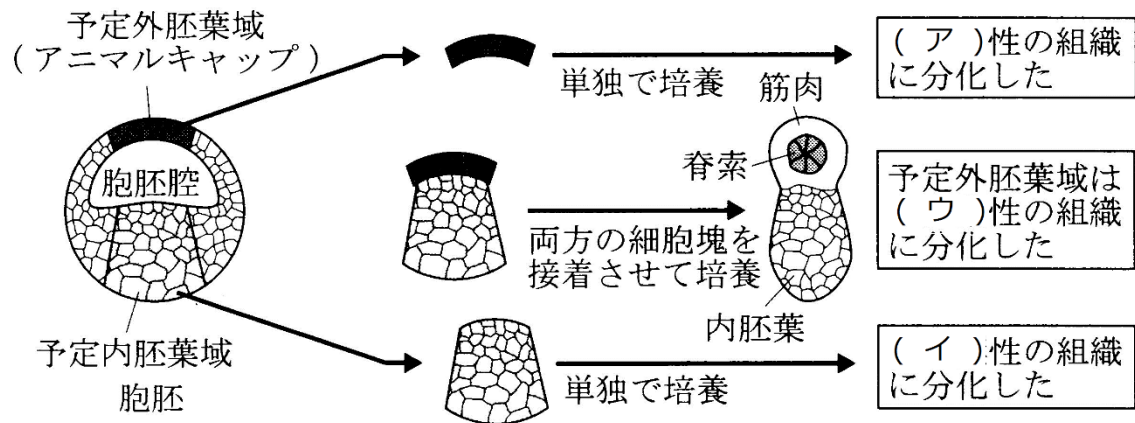 予定外胚葉域
(アニマルキャップ)
胞胚腔
予定内胚葉域
胞胚
単独で培養
(ア)性の組織
に分化した
筋肉
脊索
両方の細胞塊を
接着させて培養
内胚葉
予定外胚葉域は
(ウ)性の組織
に分化した
単独で培養
(イ)性の組織
に分化した